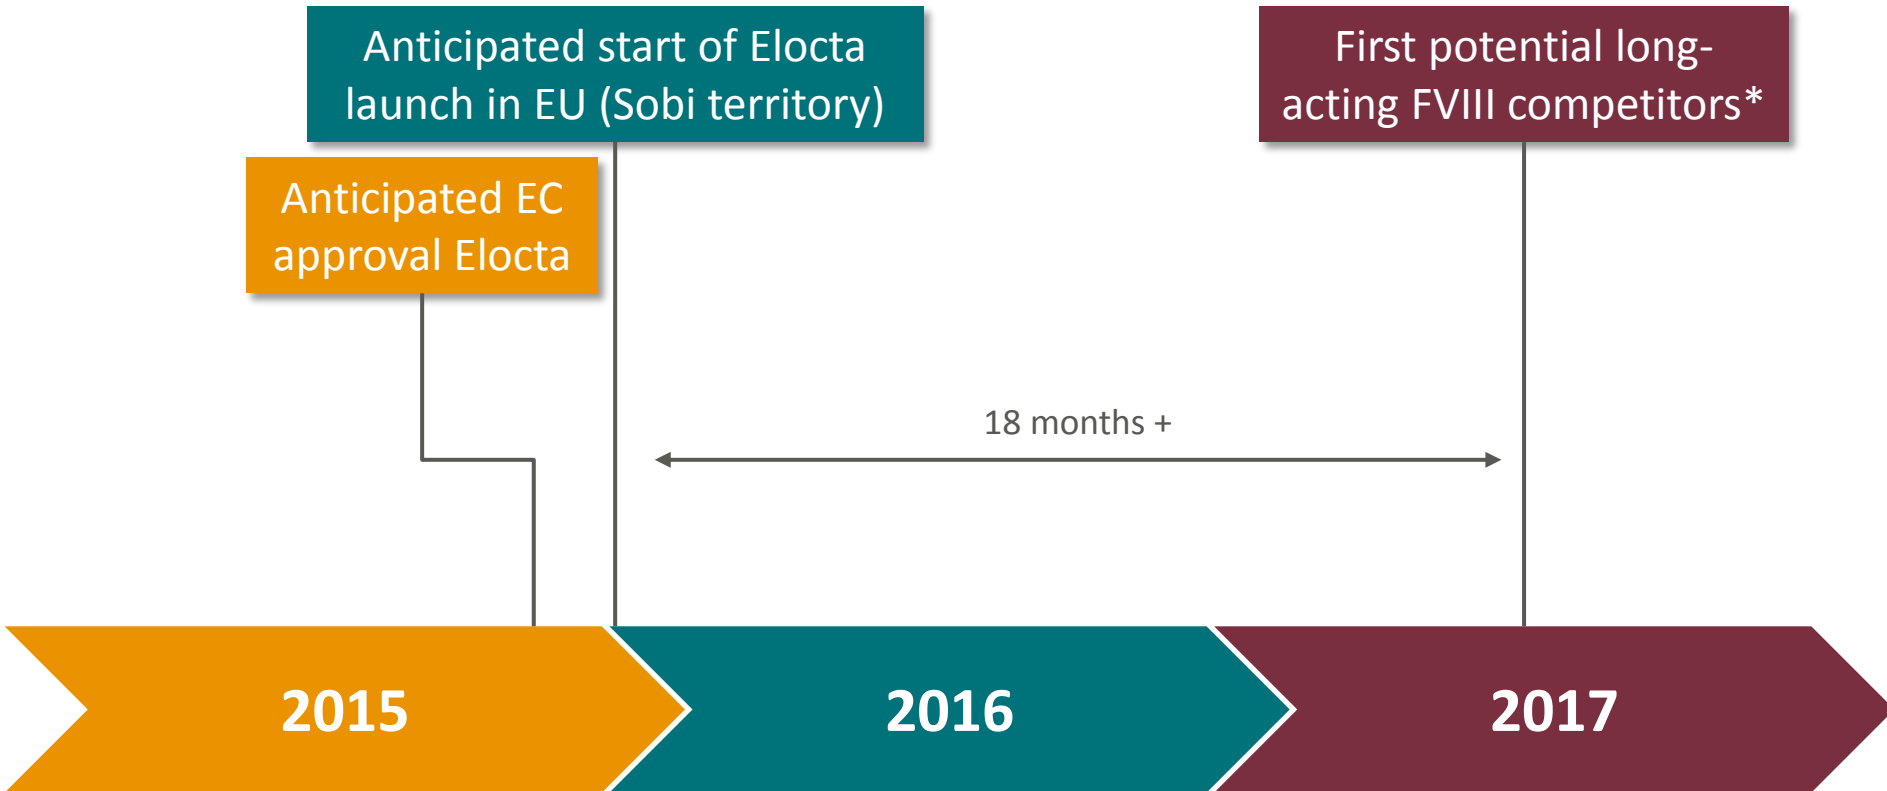 Anticipated start of Elocta
launch in EU (Sobi territory)
First potential long-
acting FVIII competitors*
Anticipated EC
approval Elocta
18 months +
2015
2016
2017